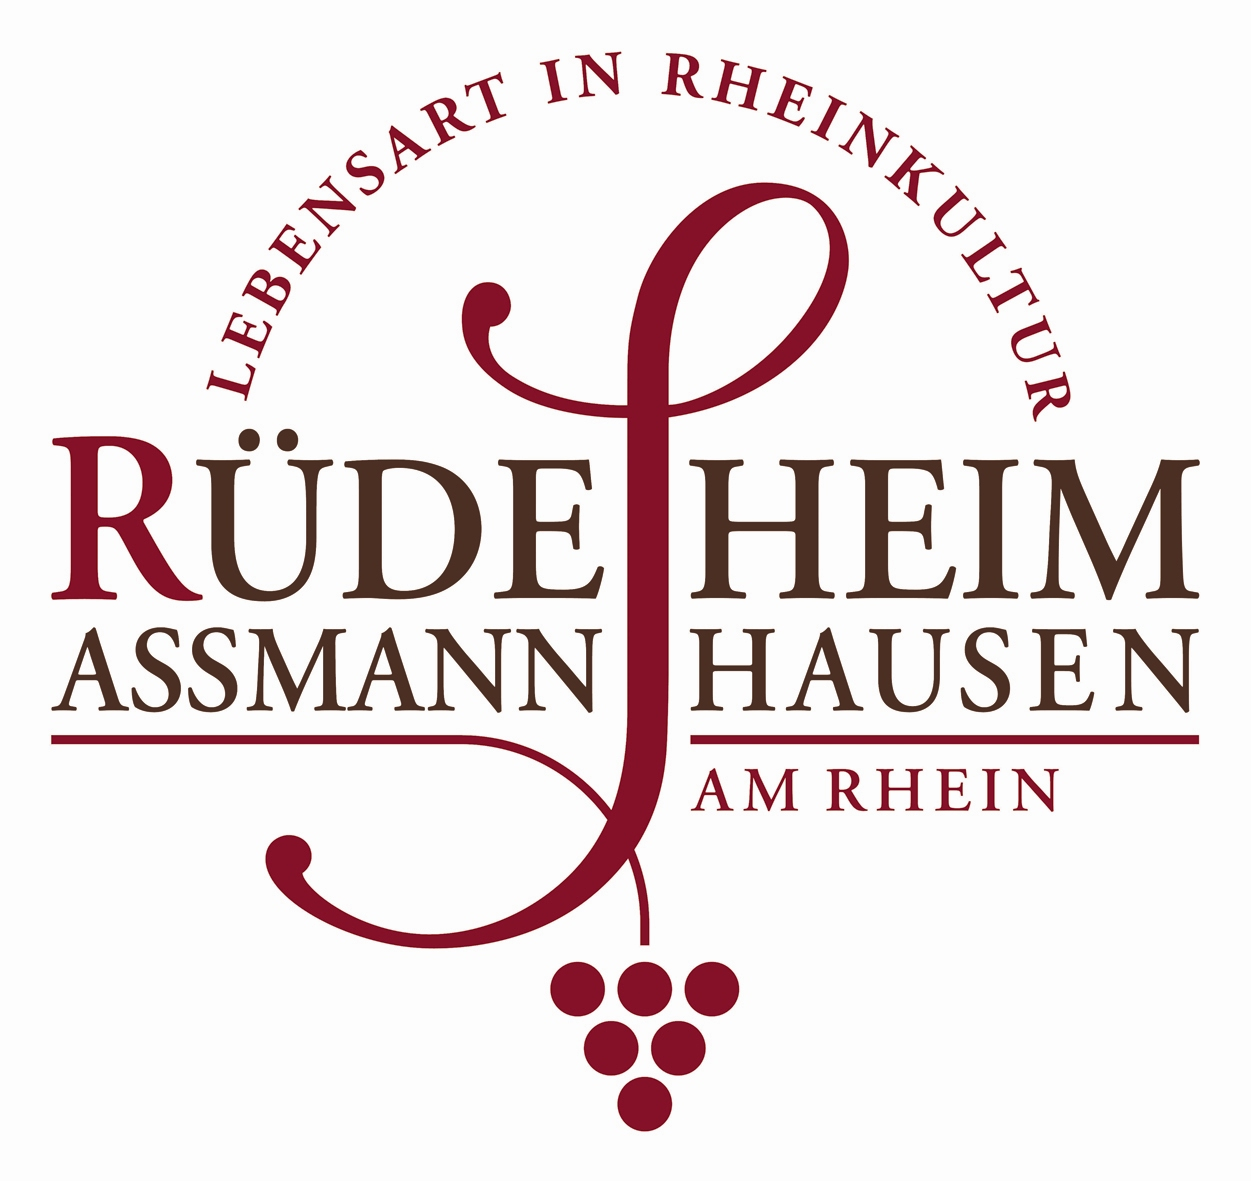 LEBENSART IN RHEINKULTUR
RÜDESHEIM
ASSMANNSHAUSEN
AM RHEIN